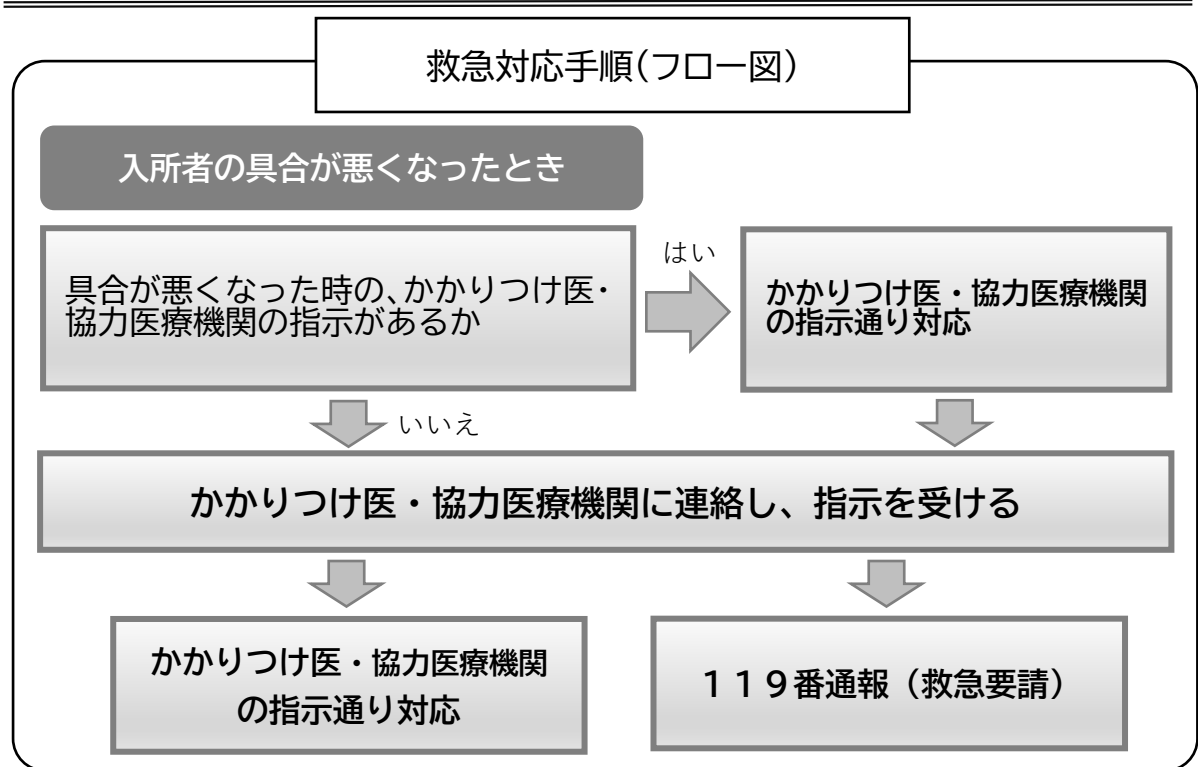 救急対応手順(フロー図)
入所者の具合が悪くなったとき
具合が悪くなった時の、かかりつけ医・
協力医療機関の指示があるか
はい
かかりつけ医・協力医療機関
の指示通り対応
いいえ
かかりつけ医・協力医療機関に連絡し、指示を受ける
かかりつけ医・協力医療機関
の指示通り対応
１１９番通報（救急要請）